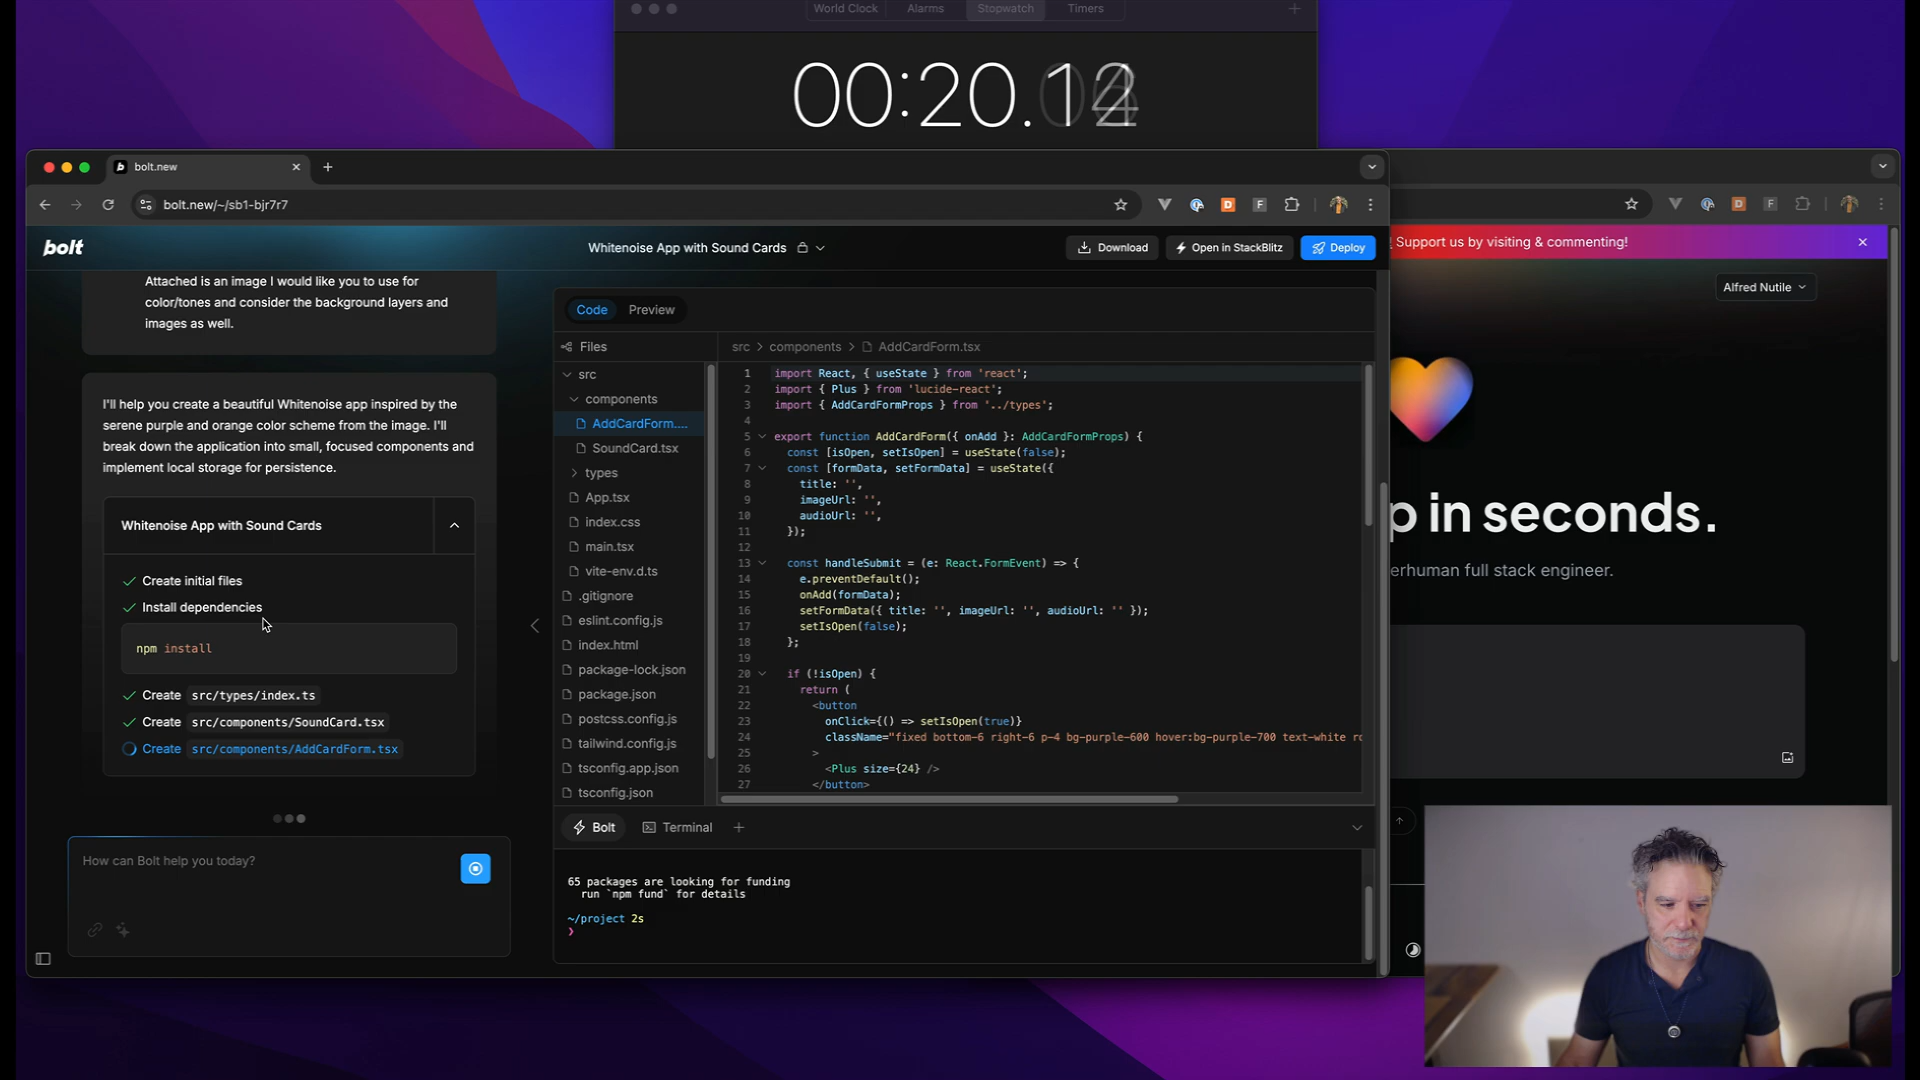 World Clock
Alarms
Stopwatch
Timers
00:20.
bolt.new
bolt.new/~/sb1-bjr7r7
bolt
Whitenoise App with Sound Cards
Download
Open in StackBlitz
Deploy
Support us by visiting & commenting!
Alfred Nutile
Attached is an image I would like you to use for
color/tones and consider the background layers and
images as well.
I'll help you create a beautiful Whitenoise app inspired by the
serene purple and orange color scheme from the image. I'll
break down the application into small, focused components and
implement local storage for persistence.
Whitenoise App with Sound Cards
Create initial files
Install dependencies
npm install
Create src/types/index.ts
Create src/components/SoundCard.tsx
Create src/components/AddCardForm.tsx
How can Bolt help you today?
Code
Preview
Files
src
components
AddCardForm....
SoundCard.tsx
types
App.tsx
index.css
main.tsx
vite-env.d.ts
.gitignore
eslint.config.js
index.html
package-lock.json
package.json
postcss.config.js
tailwind.config.js
tsconfig.app.json
tsconfig.json
src > components > AddCardForm.tsx
1 import React, { useState } from 'react';
2 import { Plus } from 'lucide-react';
3 import { AddCardFormProps } from '../types';
4
5 export function AddCardForm({ onAdd }: AddCardFormProps) {
6 const [isOpen, setIsOpen] = useState(false);
7 const [formData, setFormData] = useState({
8 title: '',
9 imageUrl: '',
10 audioUrl: '',
11 });
12
13 const handleSubmit = (e: React.FormEvent) => {
14 e.preventDefault();
15 onAdd(formData);
16 setFormData({ title: '', imageUrl: '', audioUrl: '' });
17 setIsOpen(false);
18 };
19
20 if (!isOpen) {
21 return (
22 <button
23 onClick={() => setIsOpen(true)}
24 className="fixed bottom-6 right-6 p-4 bg-purple-600 hover:bg-purple-700 text-white ro
25 >
26 <Plus size={24} />
27 </button>
Bolt
Terminal
65 packages are looking for funding
run `npm fund` for details
~/project 2s
❯
p in seconds.
erhuman full stack engineer.